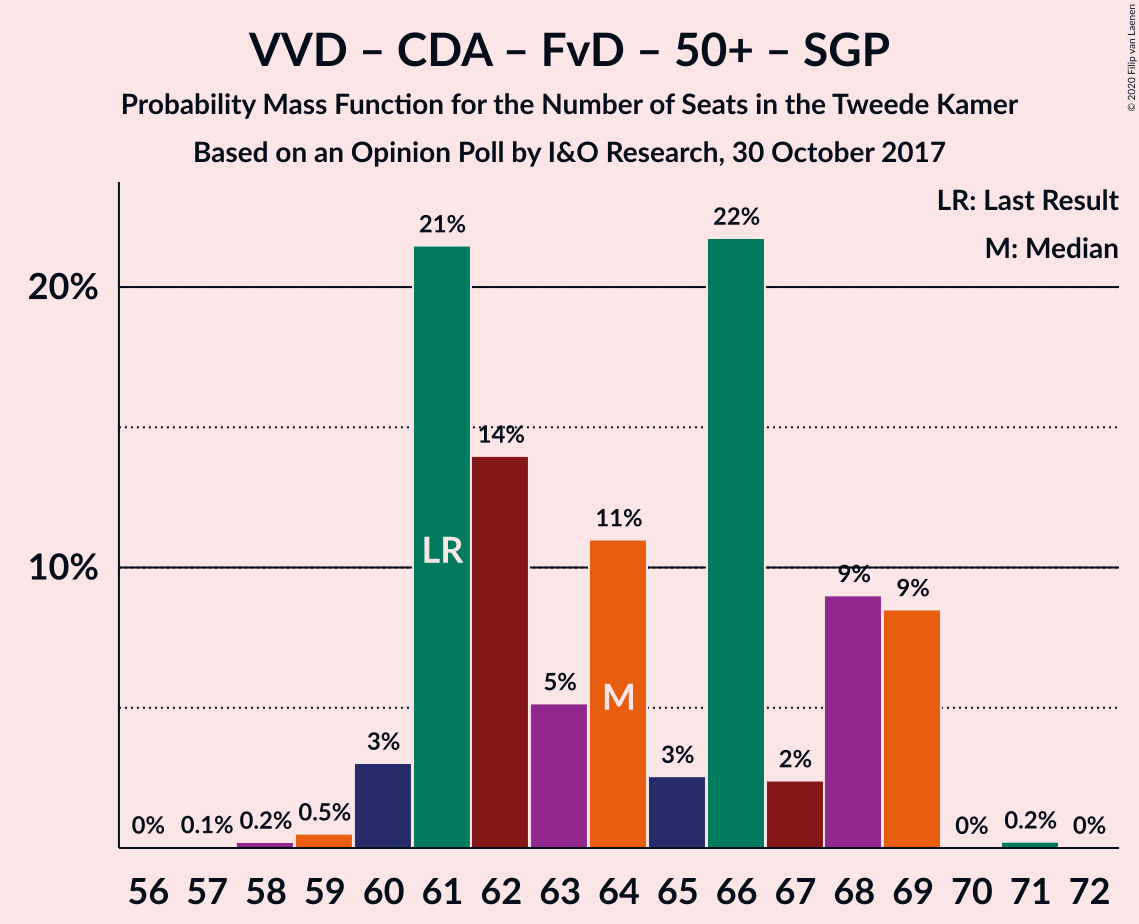 VVD – CDA – FvD – 50+ – SGP
Probability Mass Function for the Number of Seats in the Tweede Kamer
Based on an Opinion Poll by I&O Research, 30 October 2017
© 2020 Filip van Laenen
LR: Last Result
M: Median
20%
10%
0% 0.1% 0.2% 0.5% 3% 21% 14% 5% 11% 3% 22% 2% 9% 9% 0% 0.2% 0%
LR
M
56 57 58 59 60 61 62 63 64 65 66 67 68 69 70 71 72